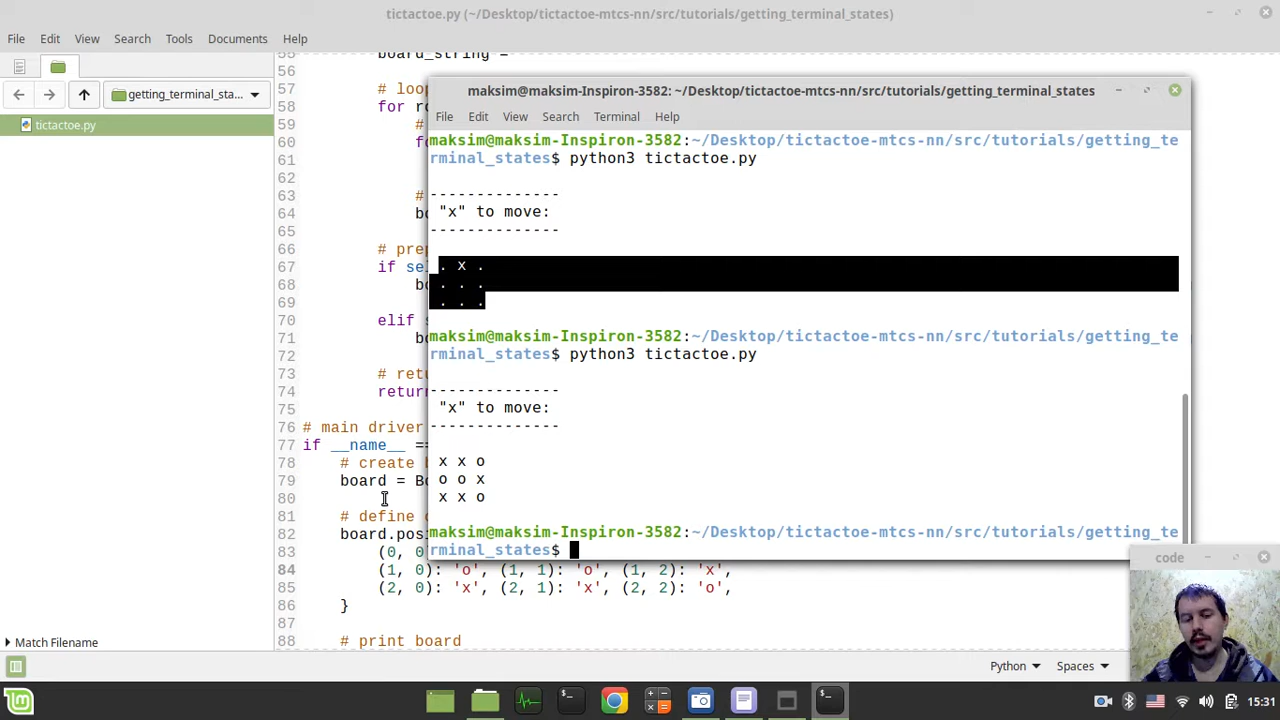 tictactoe.py (~/Desktop/tictactoe-mtcs-nn/src/tutorials/getting_terminal_states)
File Edit View Search Tools Documents Help
getting_terminal_sta...
tictactoe.py
Match Filename
55 board_string =
56
57 # loo
58 for ro
59 #
60 fo
61
62
63 #
64 bo
65
66 # pre
67 if sel
68 bo
69
70 elif s
71 bo
72
73 # retu
74 return
75
76 # main driver
77 if __name__ ==
78 # create b
79 board = Bo
80
81 # define
82 board.posi
83 (0, 0
84 (1, 0): 'o', (1, 1): 'o', (1, 2): 'x',
85 (2, 0): 'x', (2, 1): 'x', (2, 2): 'o',
86 }
87
88 # print board
maksim@maksim-Inspiron-3582: ~/Desktop/tictactoe-mtcs-nn/src/tutorials/getting_terminal_states
File Edit View Search Terminal Help
maksim@maksim-Inspiron-3582:~/Desktop/tictactoe-mtcs-nn/src/tutorials/getting_te
rminal_states$ python3 tictactoe.py
--------------
"x" to move:
--------------
. x .
. . .
. . .
maksim@maksim-Inspiron-3582:~/Desktop/tictactoe-mtcs-nn/src/tutorials/getting_te
rminal_states$ python3 tictactoe.py
--------------
"x" to move:
--------------
x x o
o o x
x x o
maksim@maksim-Inspiron-3582:~/Desktop/tictactoe-mtcs-nn/src/tutorials/getting_te
rminal_states$
code
Python Spaces
15:31